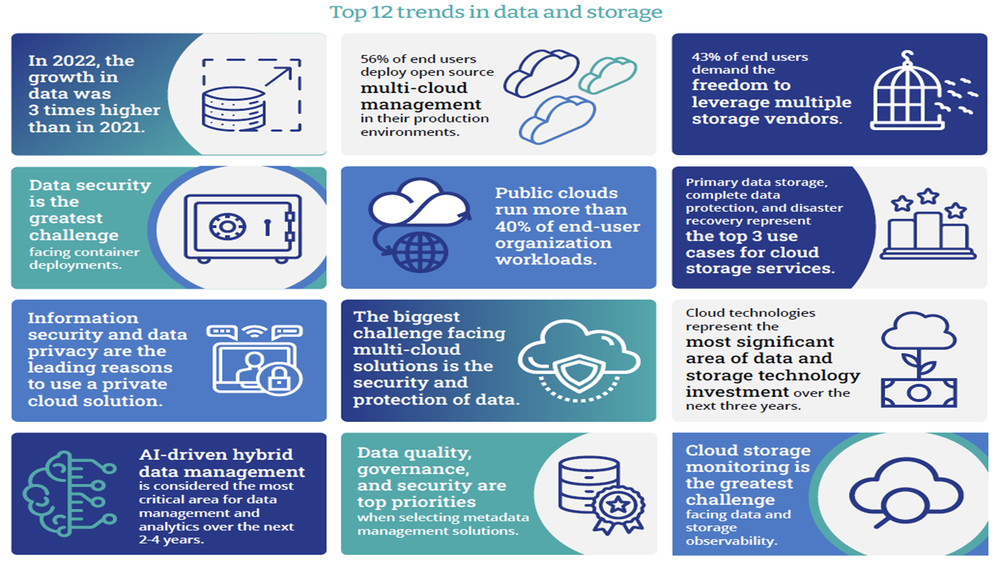 Top 12 trends in data and storage
In 2022, the
growth in
data was
3 times higher
than in 2021.
56% of end users
deploy open source
multi-cloud
management
in their production
environments.
43% of end users
demand the
freedom to
leverage multiple
storage vendors.
Data security
is the
greatest
challenge
facing container
deployments.
Public clouds
run more than
40% of end-user
organization
workloads.
Primary data storage,
complete data
protection, and disaster
recovery represent
the top 3 use
cases for cloud
storage services.
Information
security and data
privacy are the
leading reasons
to use a private
cloud solution.
The biggest
challenge facing
multi-cloud
solutions is the
security and
protection of data.
Cloud technologies
represent the
most significant
area of data and
storage technology
investment over the
next three years.
AI-driven hybrid
data management
is considered the most
critical area for data
management and
analytics over the next
2-4 years.
Data quality,
governance,
and security are
top priorities
when selecting metadata
management solutions.
Cloud storage
monitoring is
the greatest
challenge
facing data and
storage
observability.